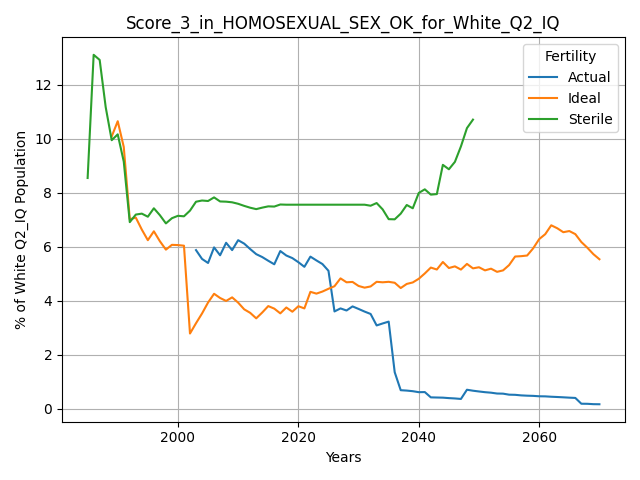 Score_3_in_HOMOSEXUAL_SEX_OK_for_White_Q2_IQ
% of White Q2_IQ Population
12
10
8
6
4
2
0
Fertility
Actual
Ideal
Sterile
2000
2020
2040
2060
Years